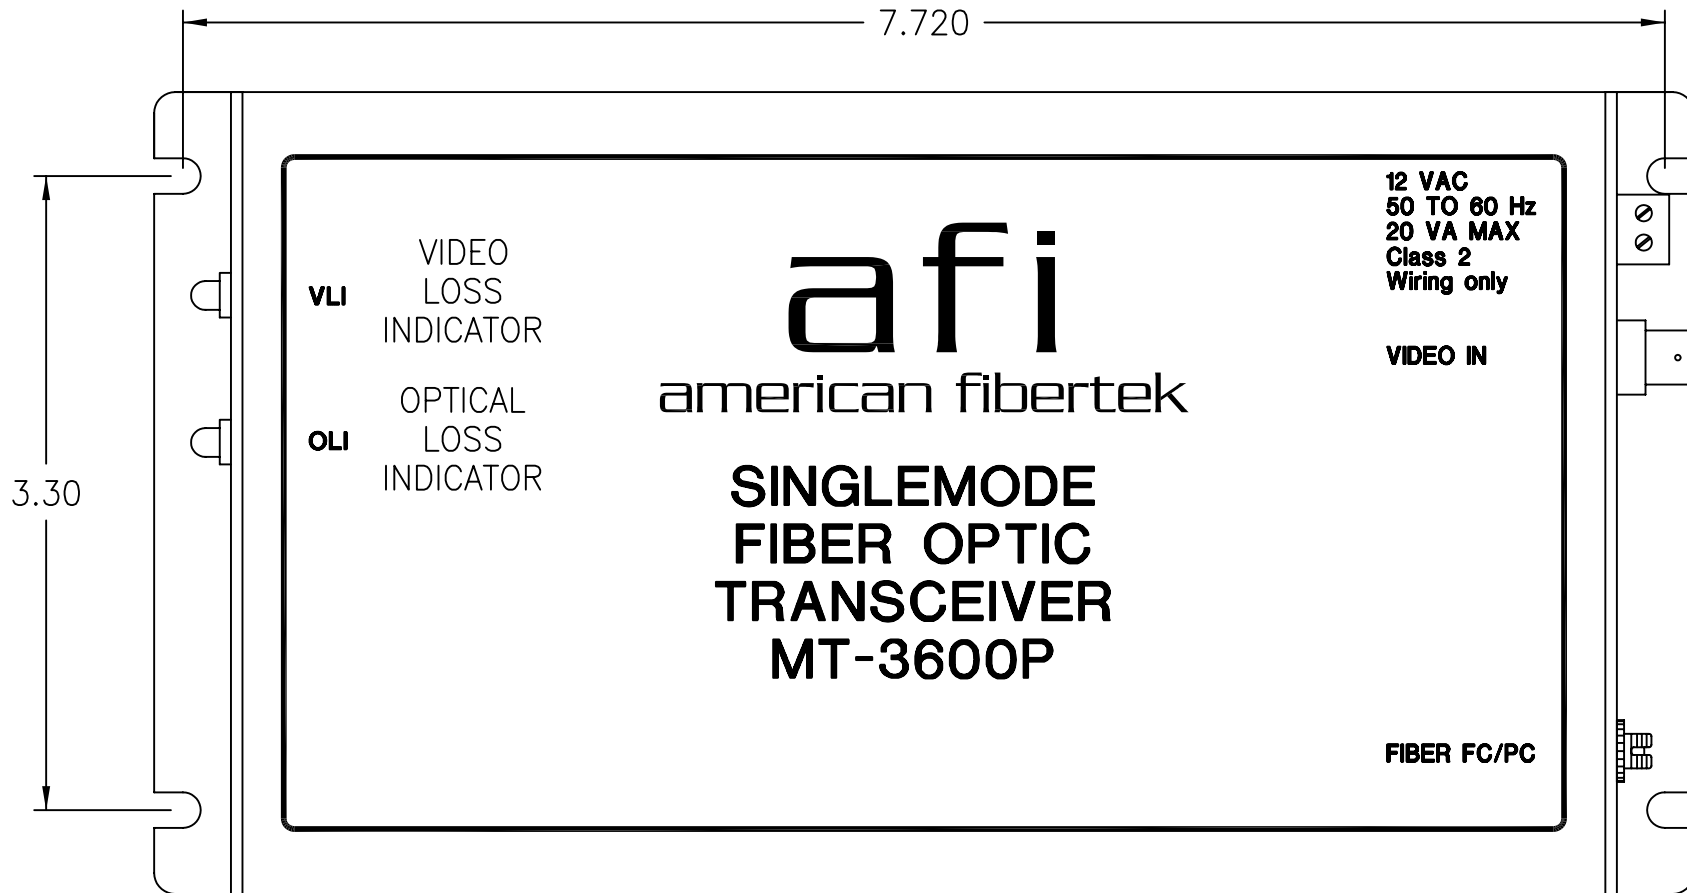 7.720
12 VAC
50 TO 60 Hz
20 VA MAX
Class 2
Wiring only
VIDEO IN
FIBER FC/PC
VLI
VIDEO
LOSS
INDICATOR
OLI
OPTICAL
LOSS
INDICATOR
3.30
afi
american fibertek
SINGLEMODE
FIBER OPTIC
TRANSCEIVER
MT-3600P